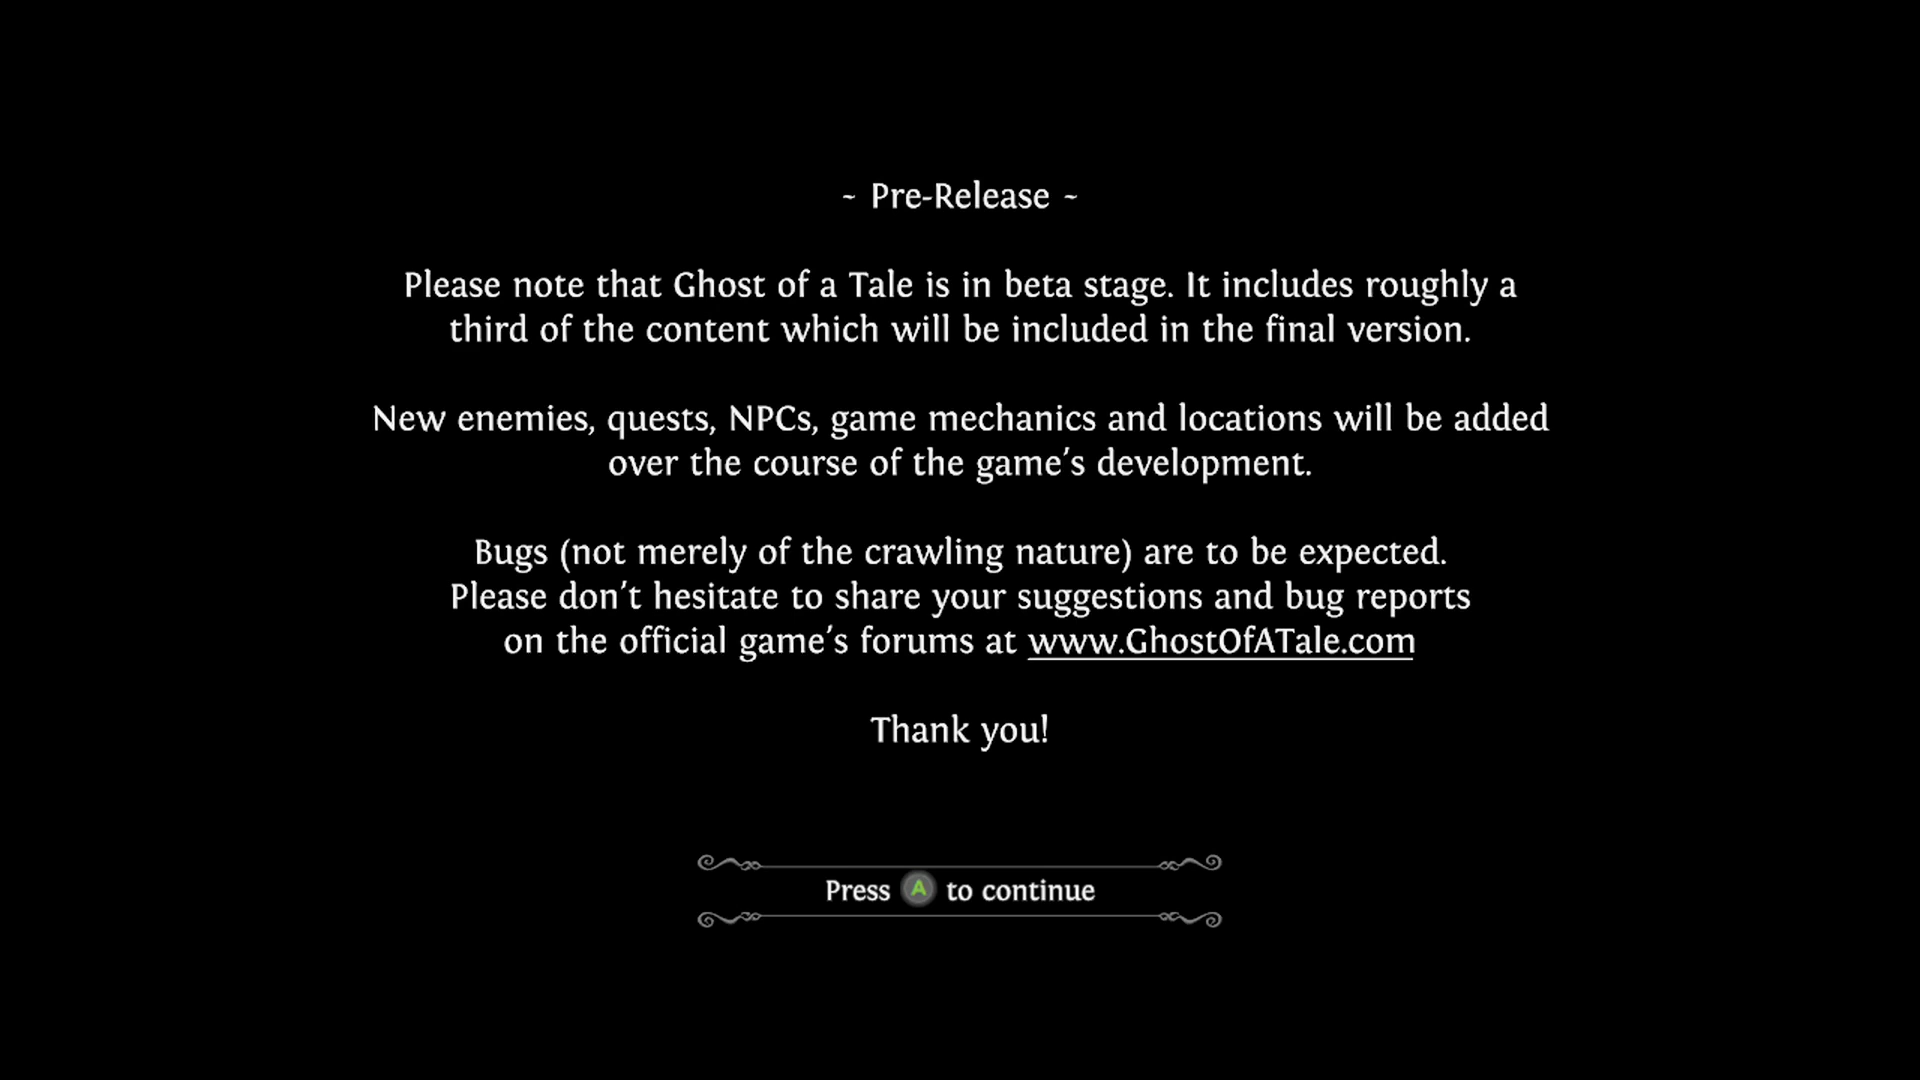 ~ Pre-Release ~
Please note that Ghost of a Tale is in beta stage. It includes roughly a
third of the content which will be included in the final version.
New enemies, quests, NPCs, game mechanics and locations will be added
over the course of the game's development.
Bugs (not merely of the crawling nature) are to be expected.
Please don't hesitate to share your suggestions and bug reports
on the official game's forums at www.GhostOfATale.com
Thank you!
Press A to continue